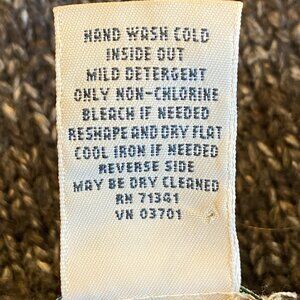 HAND WASH COLD
INSIDE OUT
MILD DETERGENT
ONLY NON-CHLORINE
BLEACH IF NEEDED
RESHAPE AND DRY FLAT
COOL IRON IF NEEDED
REVERSE SIDE
MAY BE DRY CLEANED
RN 71341
VN 03701